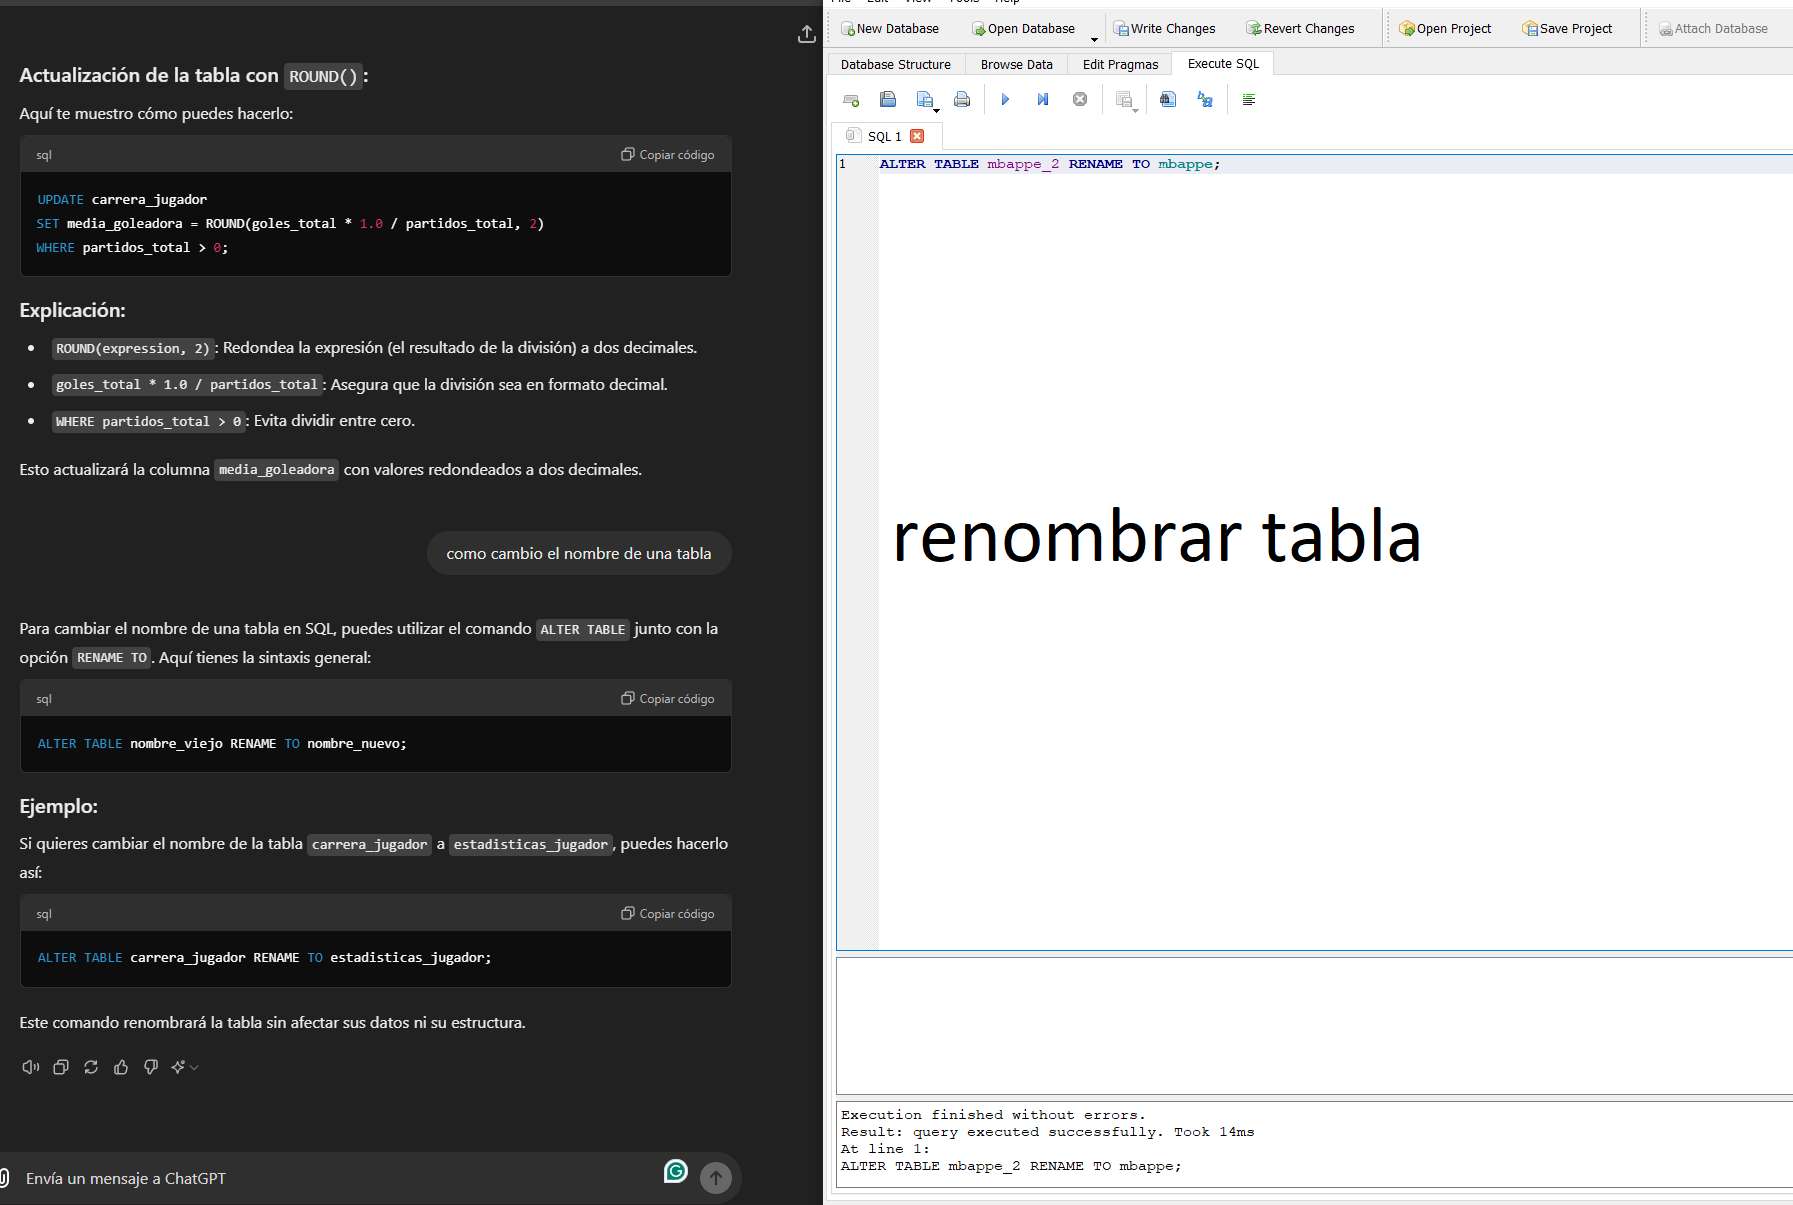 Actualización de la tabla con ROUND():
Aquí te muestro cómo puedes hacerlo:
sql
Copiar código
UPDATE carrera_jugador
SET media_goleadora = ROUND(goles_total * 1.0 / partidos_total, 2)
WHERE partidos_total > 0;
Explicación:
• ROUND(expression, 2): Redondea la expresión (el resultado de la división) a dos decimales.
• goles_total * 1.0 / partidos_total: Asegura que la división sea en formato decimal.
• WHERE partidos_total > 0: Evita dividir entre cero.
Esto actualizará la columna media_goleadora con valores redondeados a dos decimales.
como cambio el nombre de una tabla
Para cambiar el nombre de una tabla en SQL, puedes utilizar el comando ALTER TABLE junto con la
opción RENAME TO. Aquí tienes la sintaxis general:
sql
Copiar código
ALTER TABLE nombre_viejo RENAME TO nombre_nuevo;
Ejemplo:
Si quieres cambiar el nombre de la tabla carrera_jugador a estadisticas_jugador, puedes hacerlo
así:
sql
Copiar código
ALTER TABLE carrera_jugador RENAME TO estadisticas_jugador;
Este comando renombrará la tabla sin afectar sus datos ni su estructura.
Envía un mensaje a ChatGPT
New Database
Open Database
Write Changes
Revert Changes
Open Project
Save Project
Attach Database
Database Structure
Browse Data
Edit Pragmas
Execute SQL
SQL 1
1 ALTER TABLE mbappe_2 RENAME TO mbappe;
renombrar tabla
Execution finished without errors.
Result: query executed successfully. Took 14ms
At line 1:
ALTER TABLE mbappe_2 RENAME TO mbappe;